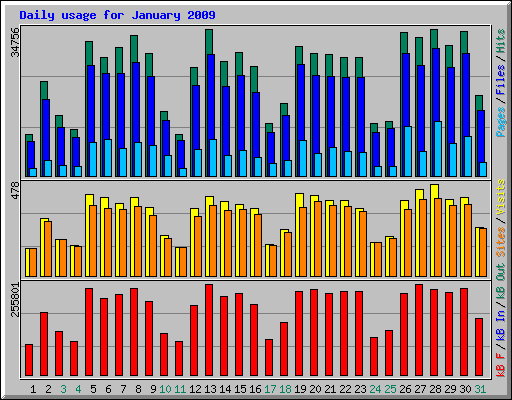 Daily usage for January 2009
34756
Pages / Files / Hits
478
Sites / Visits
255801
kB F / kB In / kB Out
1 2 3 4 5 6 7 8 9 10 11 12 13 14 15 16 17 18 19 20 21 22 23 24 25 26 27 28 29 30 31